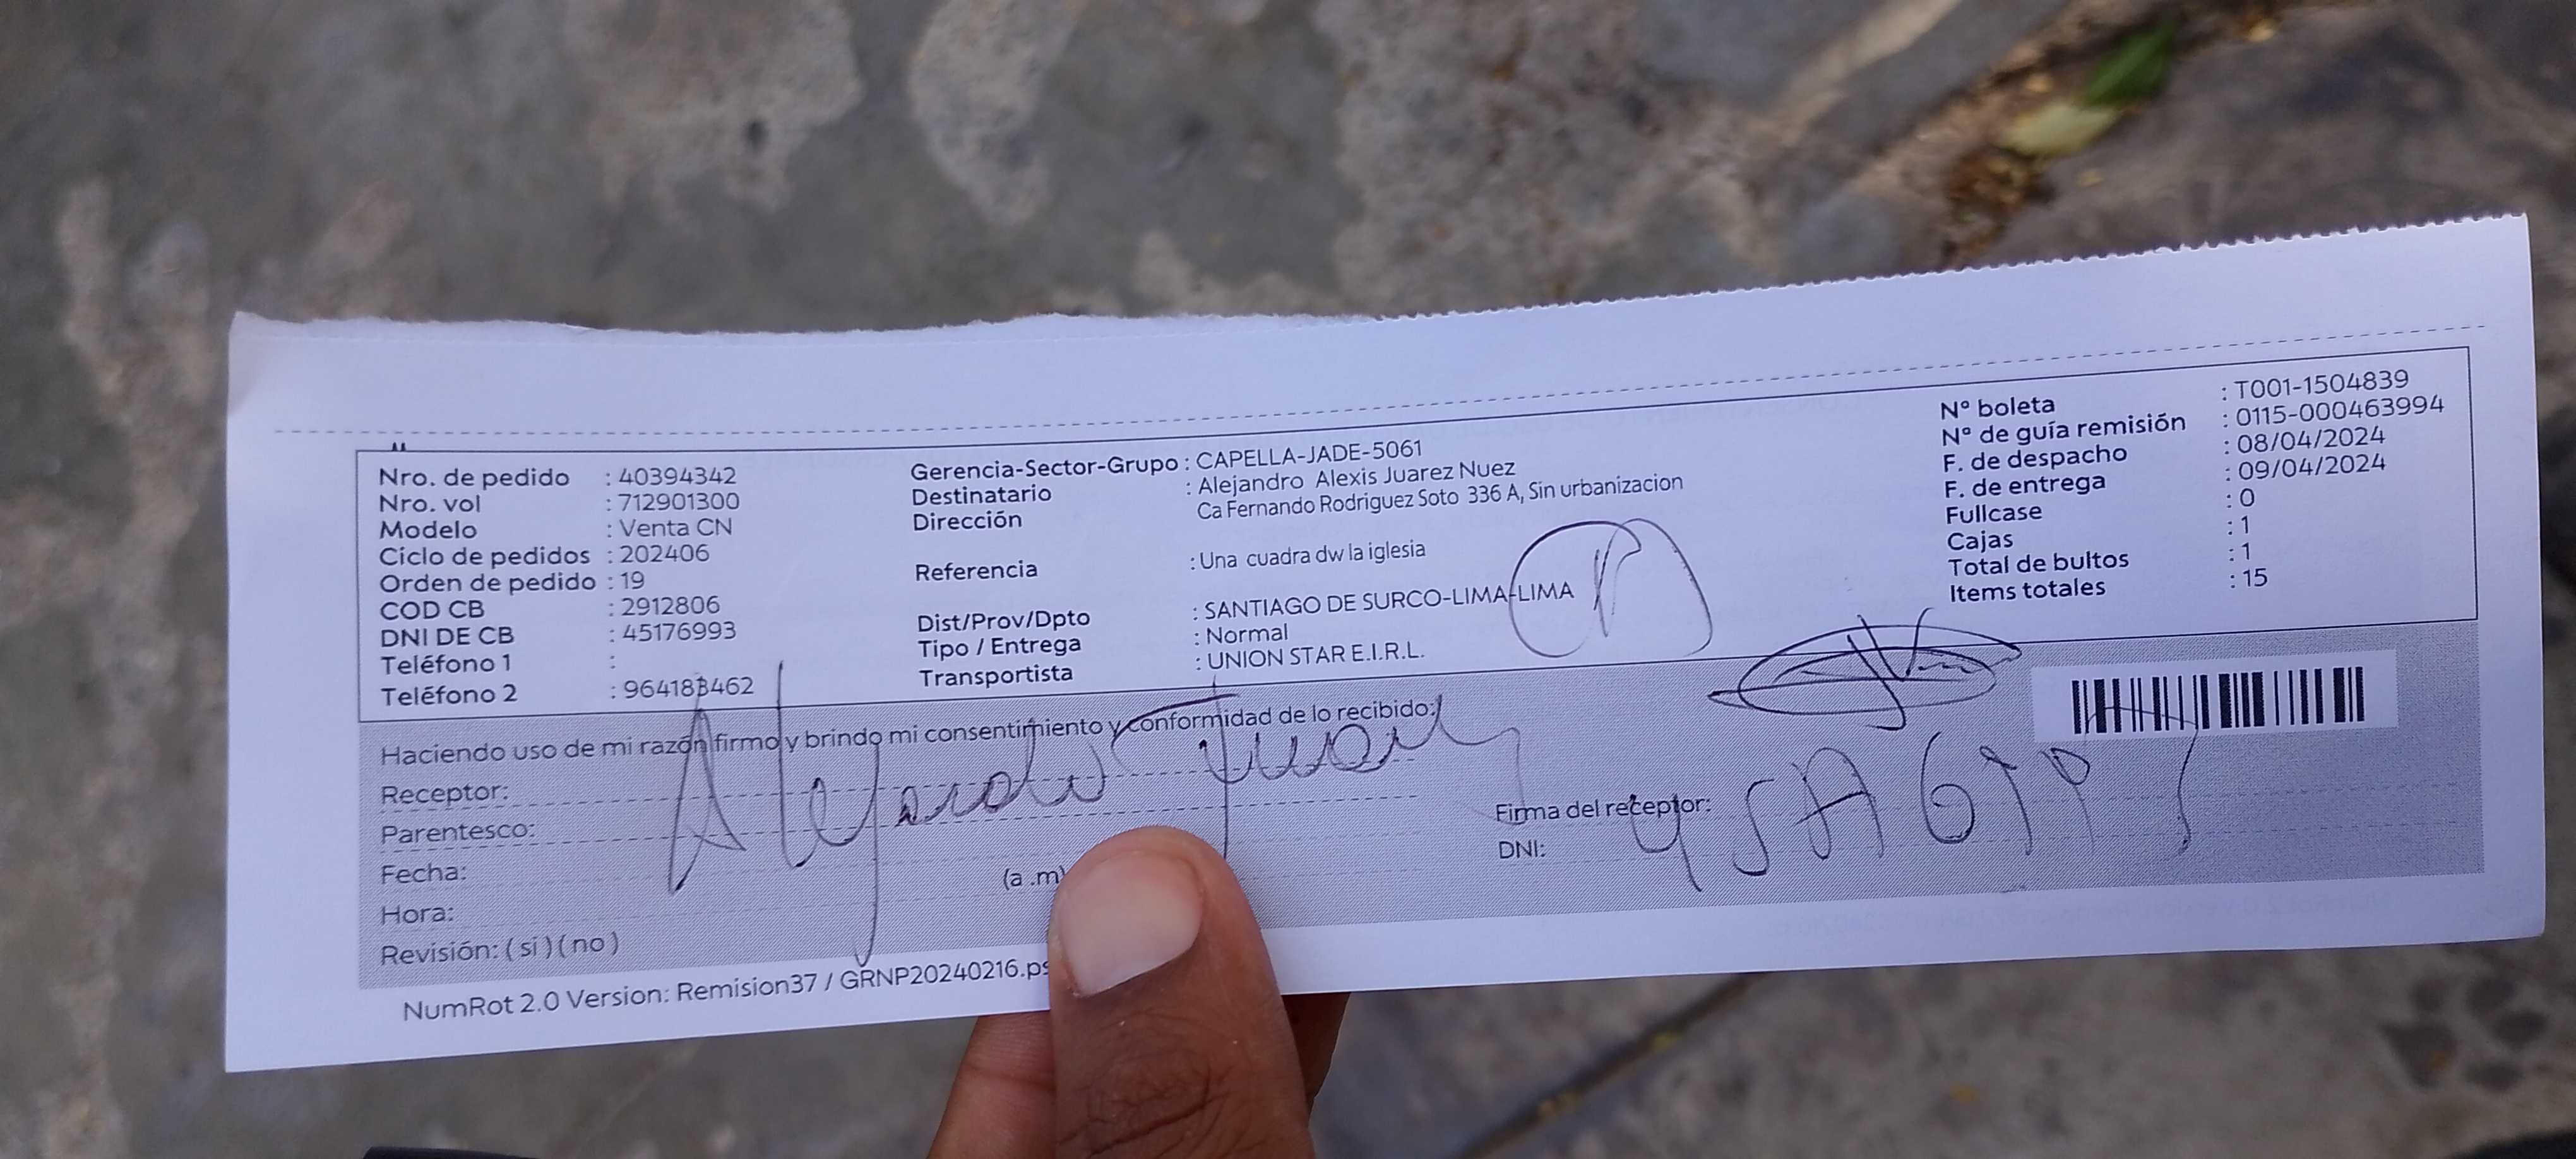 Nro. de pedido : 40394342
Nro. vol : 712901300
Modelo : Venta CN
Ciclo de pedidos : 202406
Orden de pedido : 19
COD CB : 2912806
DNI DE CB : 45176993
Teléfono 1 :
Teléfono 2 : 964183462
Gerencia-Sector-Grupo : CAPELLA-JADE-5061
Destinatario : Alejandro Alexis Juarez Nuez
Dirección Ca Fernando Rodriguez Soto 336 A, Sin urbanizacion
Referencia : Una cuadra dw la iglesia
Dist/Prov/Dpto : SANTIAGO DE SURCO-LIMA-LIMA
Tipo / Entrega : Normal
Transportista : UNION STAR E.I.R.L.
N° boleta : T001-1504839
N° de guía remisión : 0115-000463994
F. de despacho : 08/04/2024
F. de entrega : 09/04/2024
Fullcase : 0
Cajas : 1
Total de bultos : 1
Items totales : 15
Haciendo uso de mi razón firmo y brindo mi consentimiento y conformidad de lo recibido:
Receptor: Alejandro Juarez
Parentesco:
Fecha:
Hora: (a .m)
Revisión: ( si ) ( no )
Firma del receptor:
DNI:
NumRot 2.0 Version: Remision37 / GRNP20240216.ps